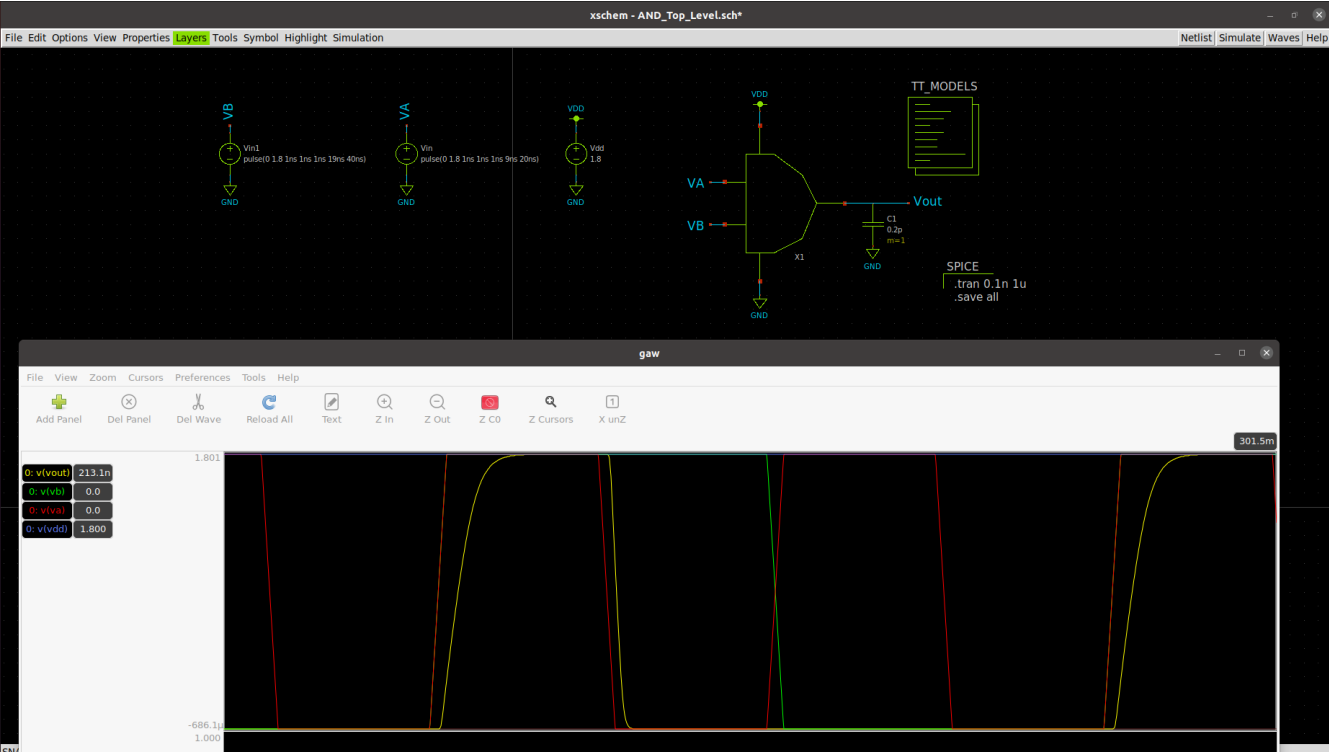 xschem - AND_Top_Level.sch*
File Edit Options View Properties Layers Tools Symbol Highlight Simulation Netlist Simulate Waves Help
VB
Vin1
pulse(0 1.8 1ns 1ns 1ns 19ns 40ns)
GND
VA
Vin
pulse(0 1.8 1ns 1ns 1ns 9ns 20ns)
GND
VDD
Vdd
1.8
GND
VDD
VA
VB
X1
GND
Vout
C1
0.2p
m=1
GND
TT_MODELS
SPICE
.tran 0.1n 1u
.save all
gaw
File View Zoom Cursors Preferences Tools Help
Add Panel Del Panel Del Wave Reload All Text Z In Z Out Z C0 Z Cursors X unZ
301.5m
1.801
0: v(vout) 213.1n
0: v(vb) 0.0
0: v(va) 0.0
0: v(vdd) 1.800
-686.1µ
1.000